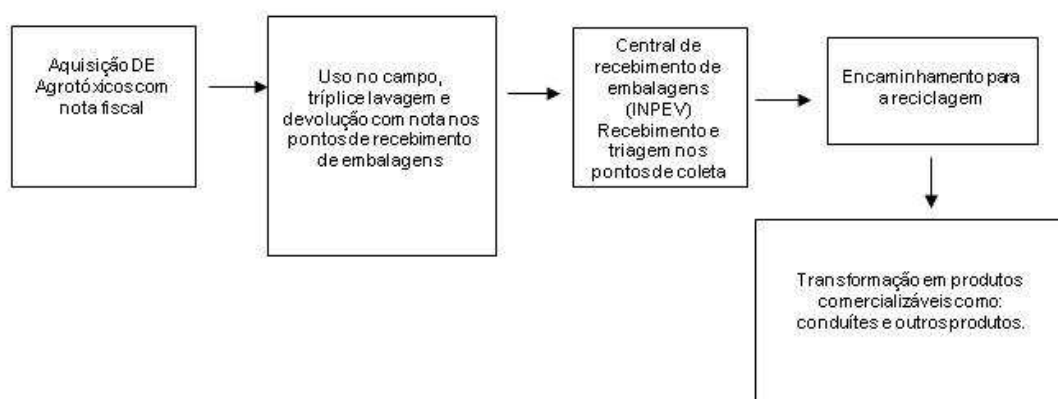 Aquisição DE
Agrotóxicos com
nota fiscal
Uso no campo,
tríplice lavagem e
devolução com nota nos
pontos de recebimento
de embalagens
Central de
recebimento de
embalagens
(INPEV)
Recebimento e
triagem nos
pontos de coleta
Encaminhamento para
a reciclagem
Transformação em produtos
comercializáveis como:
conduítes e outros produtos.